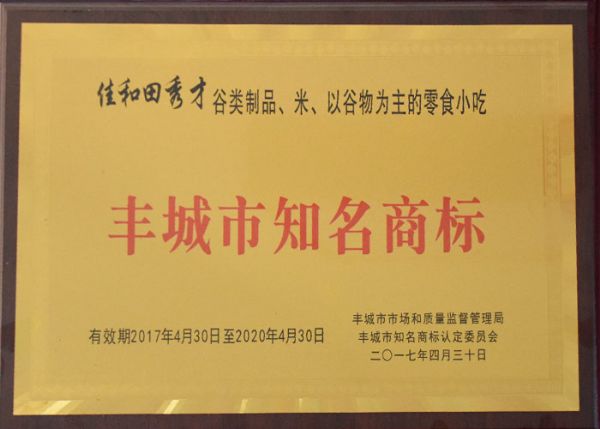 佳和田秀才 谷类制品、米、以谷物为主的零食小吃
丰城市知名商标
有效期2017年4月30日至2020年4月30日
丰城市市场和质量监督管理局
丰城市知名商标认定委员会
二〇一七年四月三十日